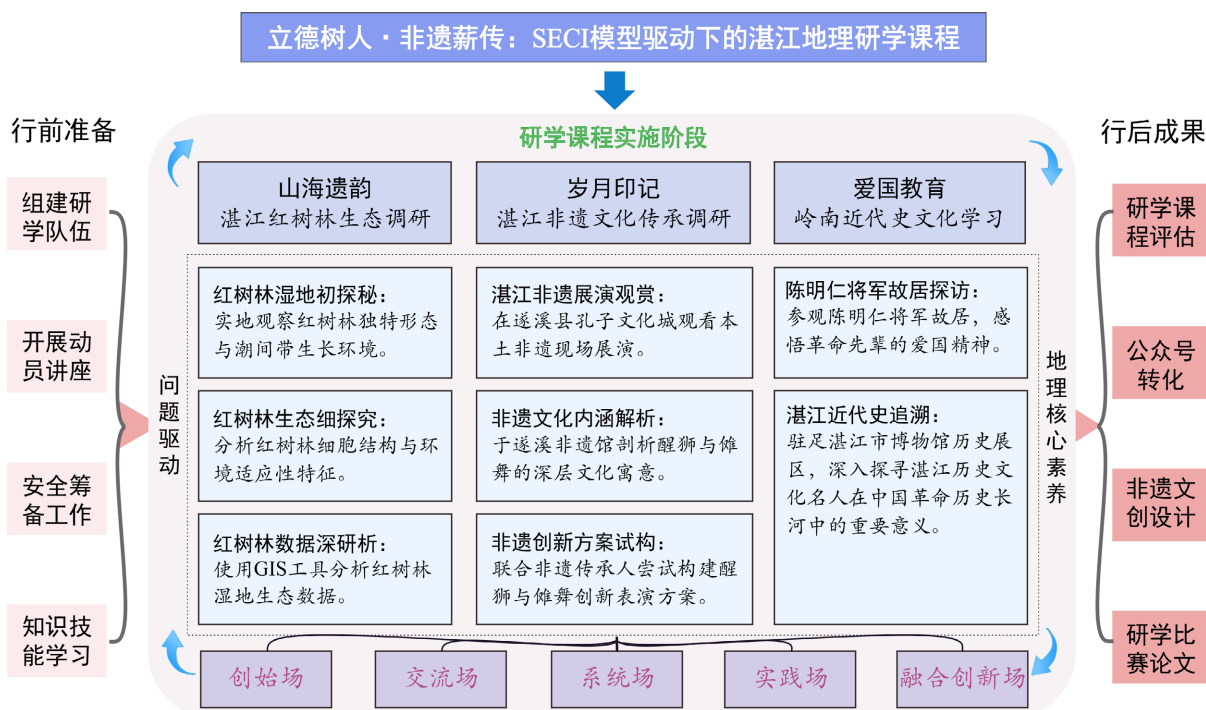 立德树人·非遗薪传：SECI模型驱动下的湛江地理研学课程
行前准备
组建研
学队伍
开展动
员讲座
安全筹
备工作
知识技
能学习
问题驱动
研学课程实施阶段
山海遗韵
湛江红树林生态调研
岁月印记
湛江非遗文化传承调研
爱国教育
岭南近代史文化学习
红树林湿地初探秘：
实地观察红树林独特形态
与潮间带生长环境。
湛江非遗展演观赏：
在遂溪县孔子文化城观看本
土非遗现场展演。
陈明仁将军故居探访：
参观陈明仁将军故居，感
悟革命先辈的爱国精神。
红树林生态细探究：
分析红树林细胞结构与环
境适应性特征。
非遗文化内涵解析：
于遂溪非遗馆剖析醒狮与傩
舞的深层文化寓意。
湛江近代史追溯：
驻足湛江市博物馆历史展
区，深入探寻湛江历史文
化名人在中国革命历史长
河中的重要意义。
红树林数据深研析：
使用GIS工具分析红树林
湿地生态数据。
非遗创新方案试构：
联合非遗传承人尝试构建醒
狮与傩舞创新表演方案。
创始场
交流场
系统场
实践场
融合创新场
地理核心素养
行后成果
研学课
程评估
公众号
转化
非遗文
创设计
研学比
赛论文